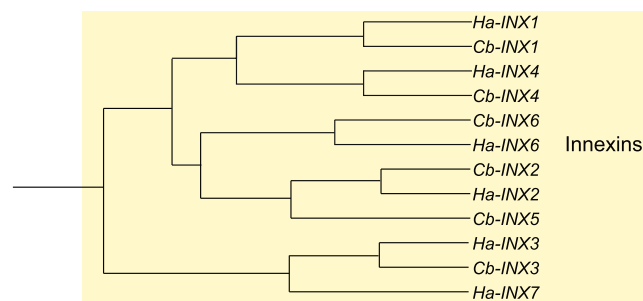 Ha-INX1
Cb-INX1
Ha-INX4
Cb-INX4
Cb-INX6
Ha-INX6
Innexins
Cb-INX2
Ha-INX2
Cb-INX5
Ha-INX3
Cb-INX3
Ha-INX7